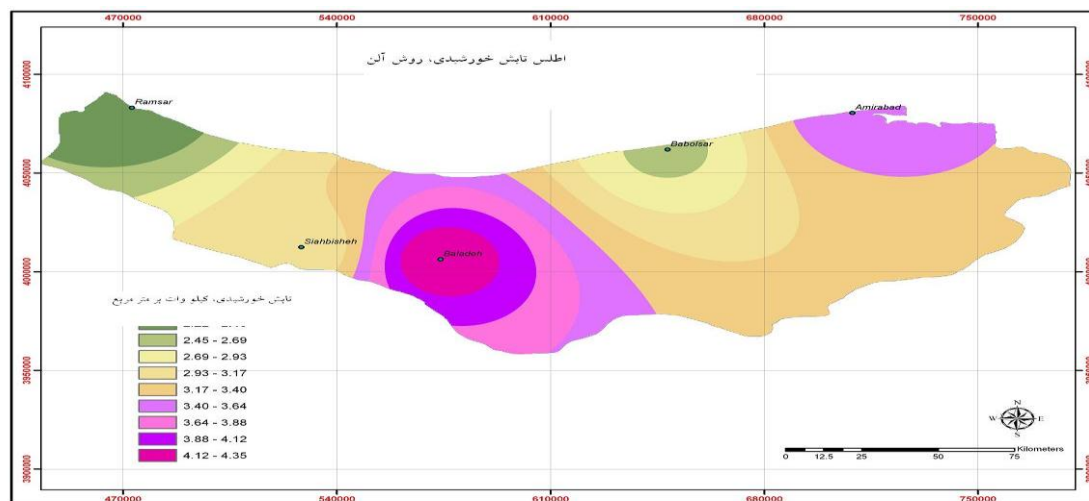 470000 540000 610000 680000 750000
اطلس تابش خورشیدی، روش آلن
4100000
4050000
4000000
3950000
3900000
Ramsar
Amirabad
Babolsar
Siahbisheh
Baladeh
تابش خورشیدی، کیلو وات بر متر مربع
2.45 - 2.69
2.69 - 2.93
2.93 - 3.17
3.17 - 3.40
3.40 - 3.64
3.64 - 3.88
3.88 - 4.12
4.12 - 4.35
N
W E
S
Kilometers
0 12.5 25 50 75
470000 540000 610000 680000 750000